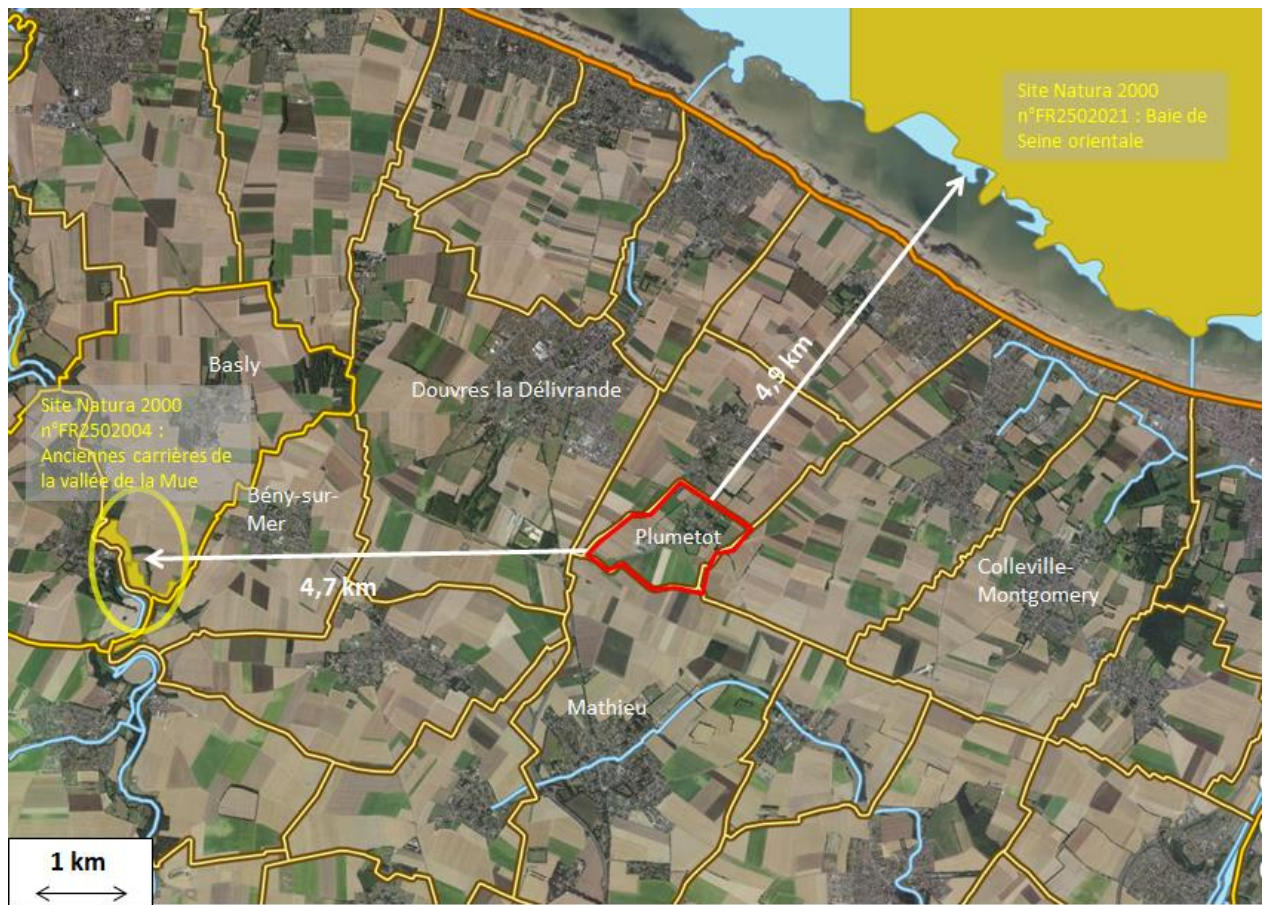 Site Natura 2000
n°FR2502021 : Baie de
Seine orientale
Basly
Douvres la Délivrande
4,9 km
Site Natura 2000
n°FR2502004 :
Anciennes carrières de
la vallée de la Mue
Bény-sur-
Mer
Plumetot
4,7 km
Colleville-
Montgomery
Mathieu
1 km